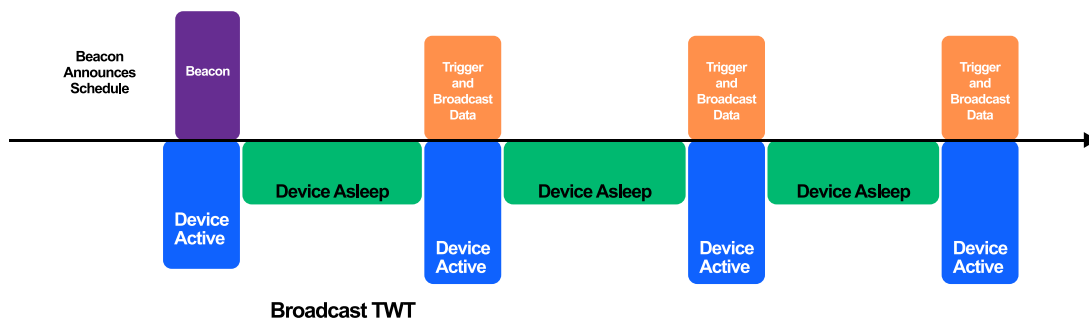 Beacon
Announces
Schedule
Beacon
Trigger
and
Broadcast
Data
Trigger
and
Broadcast
Data
Trigger
and
Broadcast
Data
Device Asleep
Device Asleep
Device Asleep
Device
Active
Device
Active
Device
Active
Device
Active
Broadcast TWT